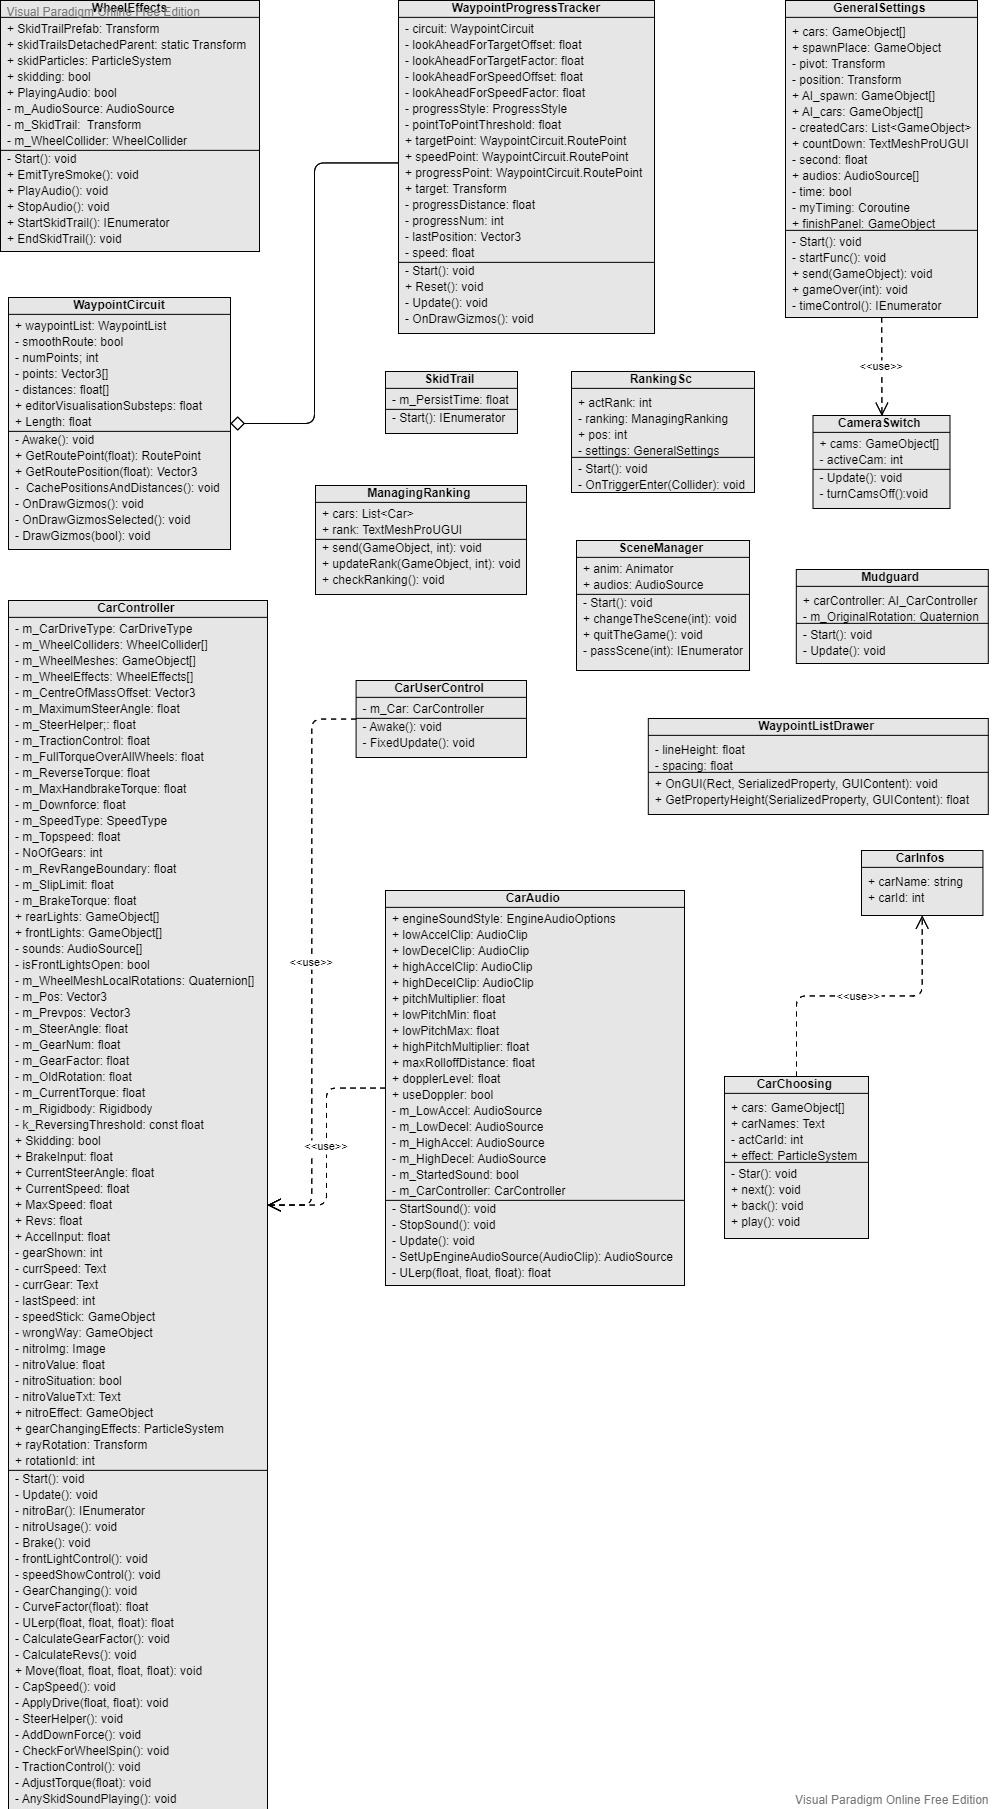 Visual Paradigm Online Free Edition
WheelEffects
+ SkidTrailPrefab: Transform
+ skidTrailsDetachedParent: static Transform
+ skidParticles: ParticleSystem
+ skidding: bool
+ PlayingAudio: bool
- m_AudioSource: AudioSource
- m_SkidTrail:  Transform
- m_WheelCollider: WheelCollider
- Start(): void
+ EmitTyreSmoke(): void
+ PlayAudio(): void
+ StopAudio(): void
+ StartSkidTrail(): IEnumerator
+ EndSkidTrail(): void
WaypointProgressTracker
- circuit: WaypointCircuit
- lookAheadForTargetOffset: float
- lookAheadForTargetFactor: float
- lookAheadForSpeedOffset: float
- lookAheadForSpeedFactor: float
- progressStyle: ProgressStyle
- pointToPointThreshold: float
+ targetPoint: WaypointCircuit.RoutePoint
+ speedPoint: WaypointCircuit.RoutePoint
+ progressPoint: WaypointCircuit.RoutePoint
+ target: Transform
- progressDistance: float
- progressNum: int
- lastPosition: Vector3
- speed: float
- Start(): void
+ Reset(): void
- Update(): void
- OnDrawGizmos(): void
GeneralSettings
+ cars: GameObject[]
+ spawnPlace: GameObject
- pivot: Transform
- position: Transform
+ AI_spawn: GameObject[]
+ AI_cars: GameObject[]
- createdCars: List<GameObject>
+ countDown: TextMeshProUGUI
- second: float
+ audios: AudioSource[]
- time: bool
- myTiming: Coroutine
+ finishPanel: GameObject
- Start(): void
- startFunc(): void
+ send(GameObject): void
+ gameOver(int): void
- timeControl(): IEnumerator
WaypointCircuit
+ waypointList: WaypointList
- smoothRoute: bool
- numPoints; int
- points: Vector3[]
- distances: float[]
+ editorVisualisationSubsteps: float
+ Length: float
- Awake(): void
+ GetRoutePoint(float): RoutePoint
+ GetRoutePosition(float): Vector3
-  CachePositionsAndDistances(): void
- OnDrawGizmos(): void
- OnDrawGizmosSelected(): void
- DrawGizmos(bool): void
<<use>>
SkidTrail
- m_PersistTime: float
- Start(): IEnumerator
RankingSc
+ actRank: int
- ranking: ManagingRanking
+ pos: int
- settings: GeneralSettings
- Start(): void
- OnTriggerEnter(Collider): void
CameraSwitch
+ cams: GameObject[]
- activeCam: int
- Update(): void
- turnCamsOff():void
ManagingRanking
+ cars: List<Car>
+ rank: TextMeshProUGUI
+ send(GameObject, int): void
+ updateRank(GameObject, int): void
+ checkRanking(): void
SceneManager
+ anim: Animator
+ audios: AudioSource
- Start(): void
+ changeTheScene(int): void
+ quitTheGame(): void
- passScene(int): IEnumerator
Mudguard
+ carController: AI_CarController
- m_OriginalRotation: Quaternion
- Start(): void
- Update(): void
CarController
- m_CarDriveType: CarDriveType
- m_WheelColliders: WheelCollider[]
- m_WheelMeshes: GameObject[]
- m_WheelEffects: WheelEffects[]
- m_CentreOfMassOffset: Vector3
- m_MaximumSteerAngle: float
- m_SteerHelper;: float
- m_TractionControl: float
- m_FullTorqueOverAllWheels: float
- m_ReverseTorque: float
- m_MaxHandbrakeTorque: float
- m_Downforce: float
- m_SpeedType: SpeedType
- m_Topspeed: float
- NoOfGears: int
- m_RevRangeBoundary: float
- m_SlipLimit: float
- m_BrakeTorque: float
+ rearLights: GameObject[]
+ frontLights: GameObject[]
- sounds: AudioSource[]
- isFrontLightsOpen: bool
- m_WheelMeshLocalRotations: Quaternion[]
- m_Pos: Vector3
- m_Prevpos: Vector3
- m_SteerAngle: float
- m_GearNum: float
- m_GearFactor: float
- m_OldRotation: float
- m_CurrentTorque: float
- m_Rigidbody: Rigidbody
- k_ReversingThreshold: const float
+ Skidding: bool
+ BrakeInput: float
+ CurrentSteerAngle: float
+ CurrentSpeed: float
+ MaxSpeed: float
+ Revs: float
+ AccelInput: float
- gearShown: int
- currSpeed: Text
- currGear: Text
- lastSpeed: int
- speedStick: GameObject
- wrongWay: GameObject
- nitroImg: Image
- nitroValue: float
- nitroSituation: bool
- nitroValueTxt: Text
+ nitroEffect: GameObject
+ gearChangingEffects: ParticleSystem
+ rayRotation: Transform
+ rotationId: int
- Start(): void
- Update(): void
- nitroBar(): IEnumerator
- nitroUsage(): void
- Brake(): void
- frontLightControl(): void
- speedShowControl(): void
- GearChanging(): void
- CurveFactor(float): float
- ULerp(float, float, float): float
- CalculateGearFactor(): void
- CalculateRevs(): void
+ Move(float, float, float, float): void
- CapSpeed(): void
- ApplyDrive(float, float): void
- SteerHelper(): void
- AddDownForce(): void
- CheckForWheelSpin(): void
- TractionControl(): void
- AdjustTorque(float): void
- AnySkidSoundPlaying(): void
CarUserControl
- m_Car: CarController
- Awake(): void
- FixedUpdate(): void
WaypointListDrawer
- lineHeight: float
- spacing: float
+ OnGUI(Rect, SerializedProperty, GUIContent): void
+ GetPropertyHeight(SerializedProperty, GUIContent): float
CarInfos
+ carName: string
+ carId: int
<<use>>
CarAudio
+ engineSoundStyle: EngineAudioOptions
+ lowAccelClip: AudioClip
+ lowDecelClip: AudioClip
+ highAccelClip: AudioClip
+ highDecelClip: AudioClip
+ pitchMultiplier: float
+ lowPitchMin: float
+ lowPitchMax: float
+ highPitchMultiplier: float
+ maxRolloffDistance: float
+ dopplerLevel: float
+ useDoppler: bool
- m_LowAccel: AudioSource
- m_LowDecel: AudioSource
- m_HighAccel: AudioSource
- m_HighDecel: AudioSource
- m_StartedSound: bool
- m_CarController: CarController
- StartSound(): void
- StopSound(): void
- Update(): void
- SetUpEngineAudioSource(AudioClip): AudioSource
- ULerp(float, float, float): float
<<use>>
<<use>>
CarChoosing
+ cars: GameObject[]
+ carNames: Text
- actCarId: int
+ effect: ParticleSystem
- Star(): void
+ next(): void
+ back(): void
+ play(): void
Visual Paradigm Online Free Edition